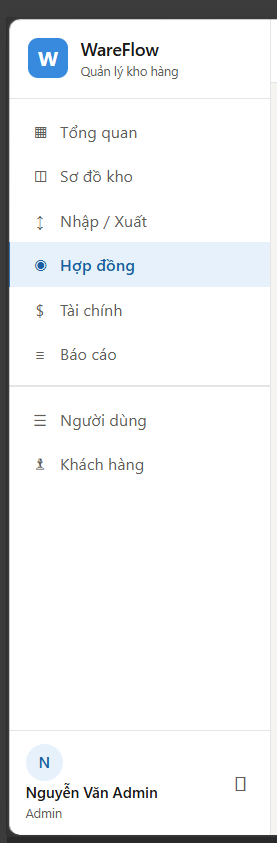 W
WareFlow
Quản lý kho hàng
Tổng quan
Sơ đồ kho
Nhập / Xuất
Hợp đồng
$ Tài chính
Báo cáo
Người dùng
Khách hàng
N
Nguyễn Văn Admin
Admin